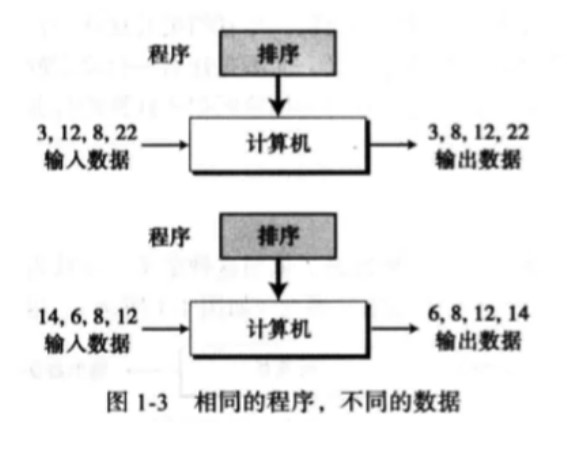 程序 排序
3, 12, 8, 22 计算机 3, 8, 12, 22
输入数据 输出数据
程序 排序
14, 6, 8, 12 计算机 6, 8, 12, 14
输入数据 输出数据
图 1-3 相同的程序，不同的数据